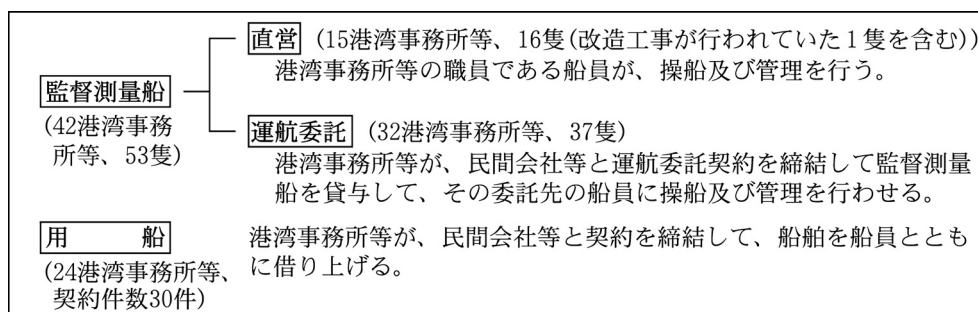 直営 (15港湾事務所等、16隻(改造工事が行われていた1隻を含む))
港湾事務所等の職員である船員が、操船及び管理を行う。
監督測量船
(42港湾事務
所等、53隻)
運航委託 (32港湾事務所等、37隻)
港湾事務所等が、民間会社等と運航委託契約を締結して監督測量
船を貸与して、その委託先の船員に操船及び管理を行わせる。
用船
(24港湾事務所等、
契約件数30件)
港湾事務所等が、民間会社等と契約を締結して、船舶を船員ととも
に借り上げる。